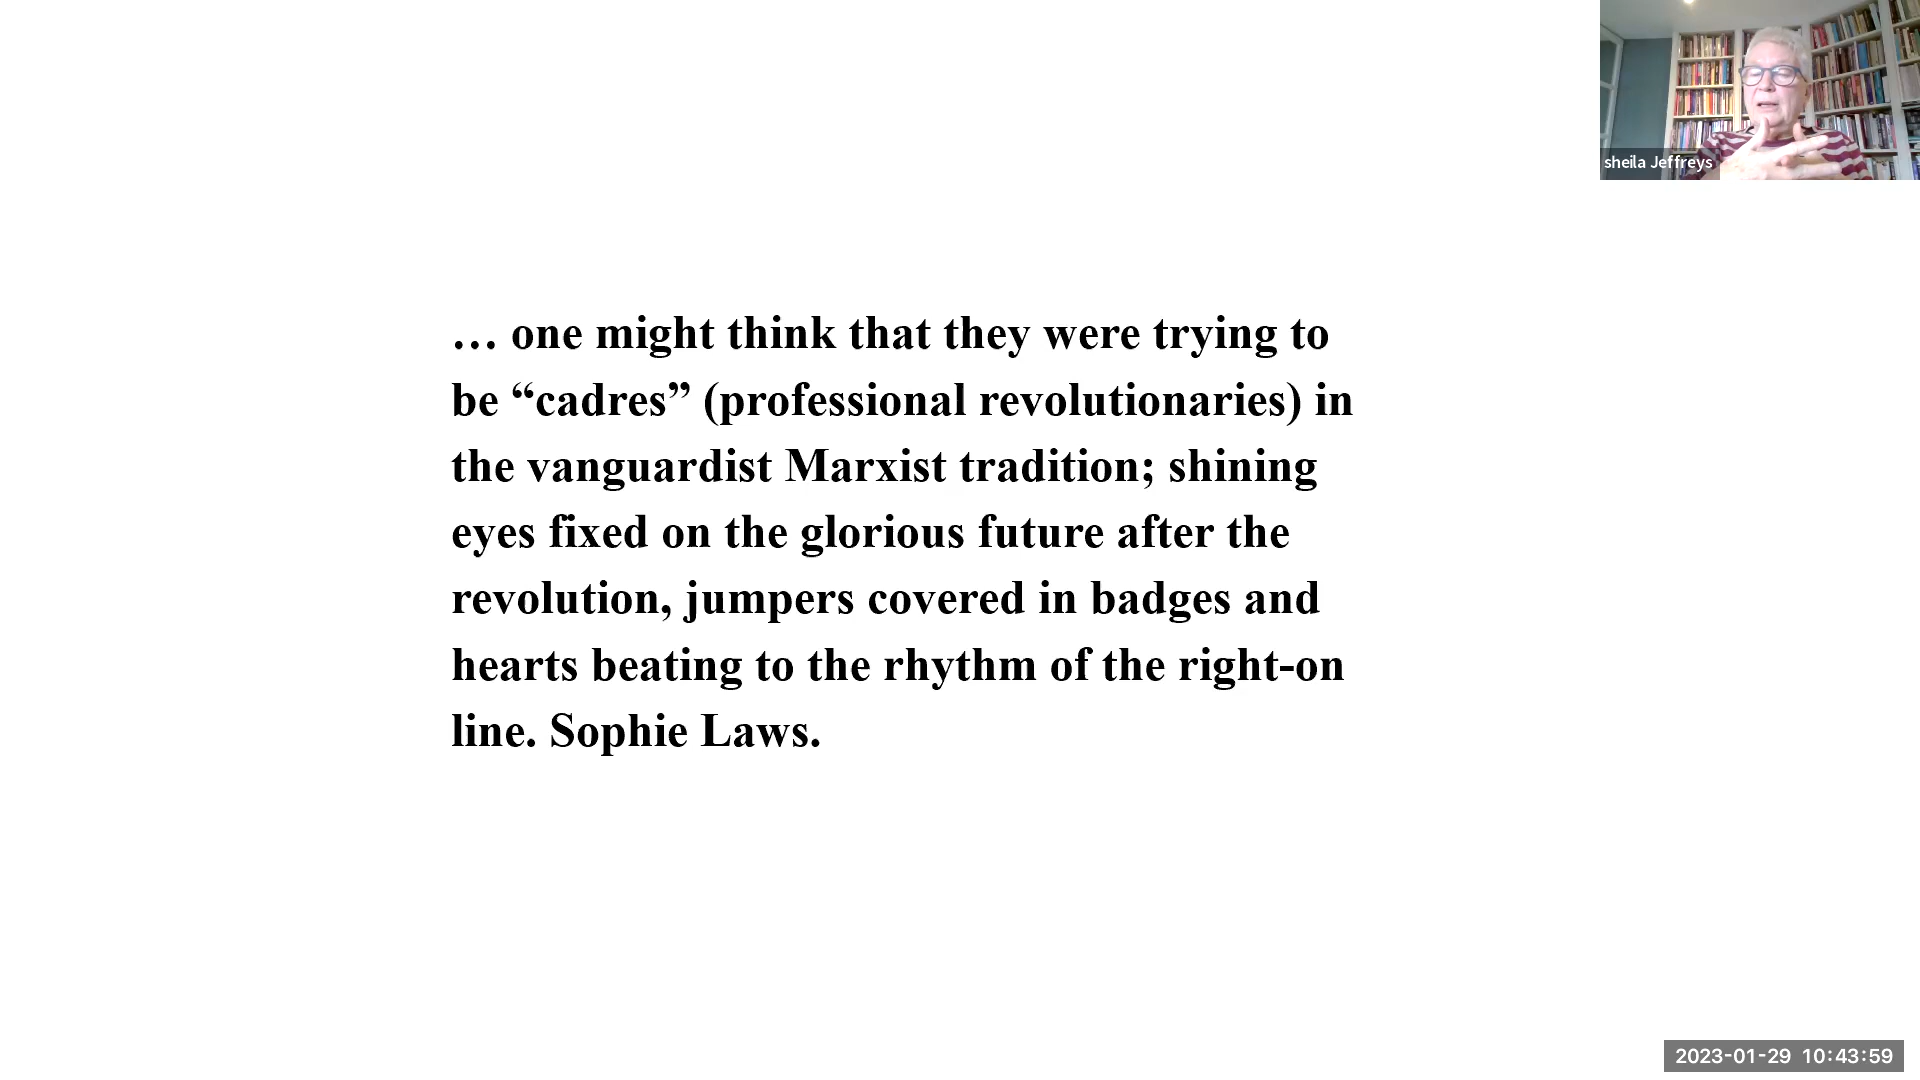 sheila Jeffreys
… one might think that they were trying to
be “cadres” (professional revolutionaries) in
the vanguardist Marxist tradition; shining
eyes fixed on the glorious future after the
revolution, jumpers covered in badges and
hearts beating to the rhythm of the right-on
line. Sophie Laws.
2023-01-29 10:43:59